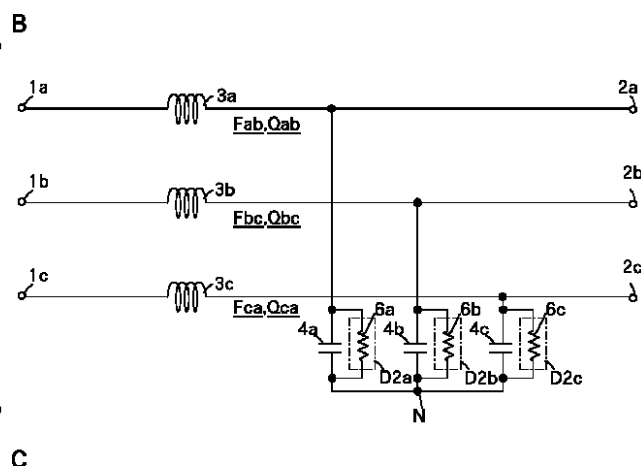 B
1a 3a 2a
Fab,Qab
1b 3b 2b
Fbc,Qbc
1c 3c 2c
Fca,Qca
4a 6a 4b 6b 4c 6c
D2a D2b D2c
N
C